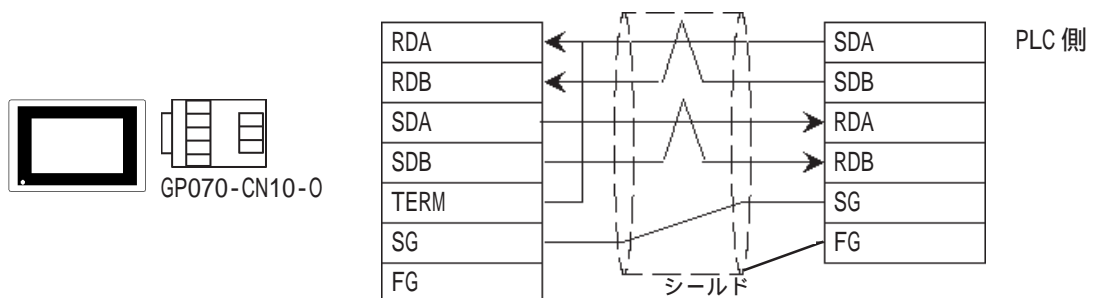 GP070-CN10-O
RDA
RDB
SDA
SDB
TERM
SG
FG
シールド
SDA
SDB
RDA
RDB
SG
FG
PLC 側